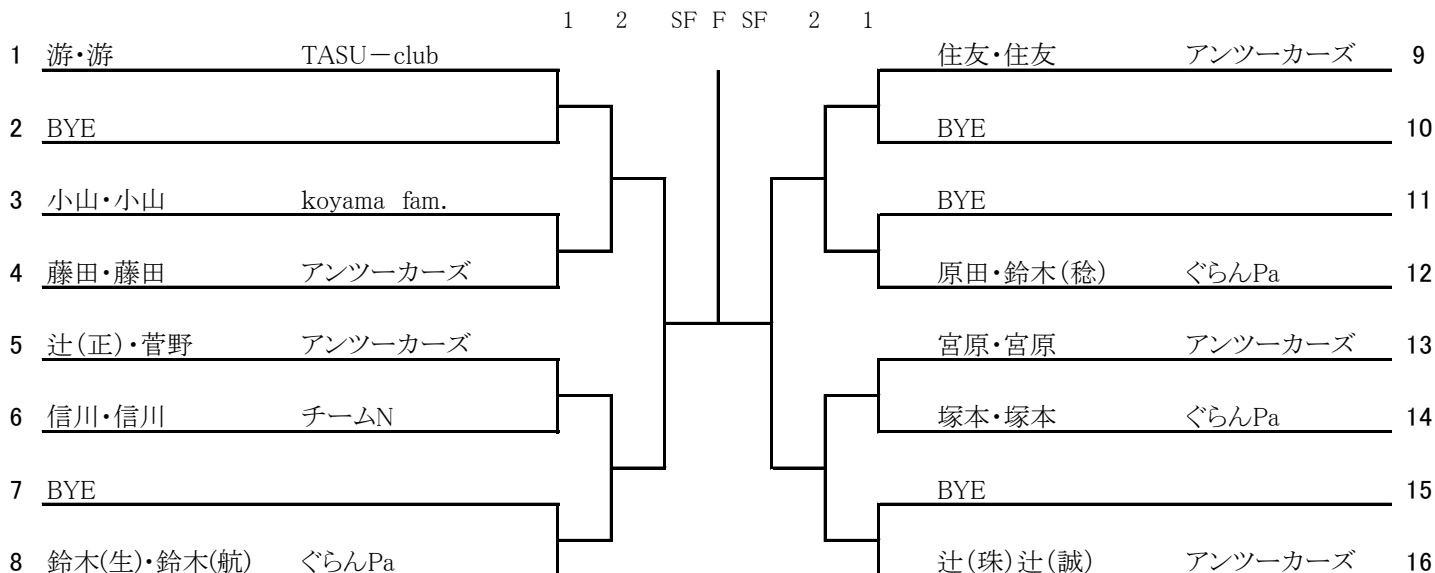 1 2 SF F SF 2 1
1 游・游 TASU－club 住友・住友 アンツーカーズ 9
2 BYE BYE 10
3 小山・小山 koyama fam. BYE 11
4 藤田・藤田 アンツーカーズ 原田・鈴木(稔) ぐらんPa 12
5 辻(正)・菅野 アンツーカーズ 宮原・宮原 アンツーカーズ 13
6 信川・信川 チームN 塚本・塚本 ぐらんPa 14
7 BYE BYE 15
8 鈴木(生)・鈴木(航) ぐらんPa 辻(珠)辻(誠) アンツーカーズ 16